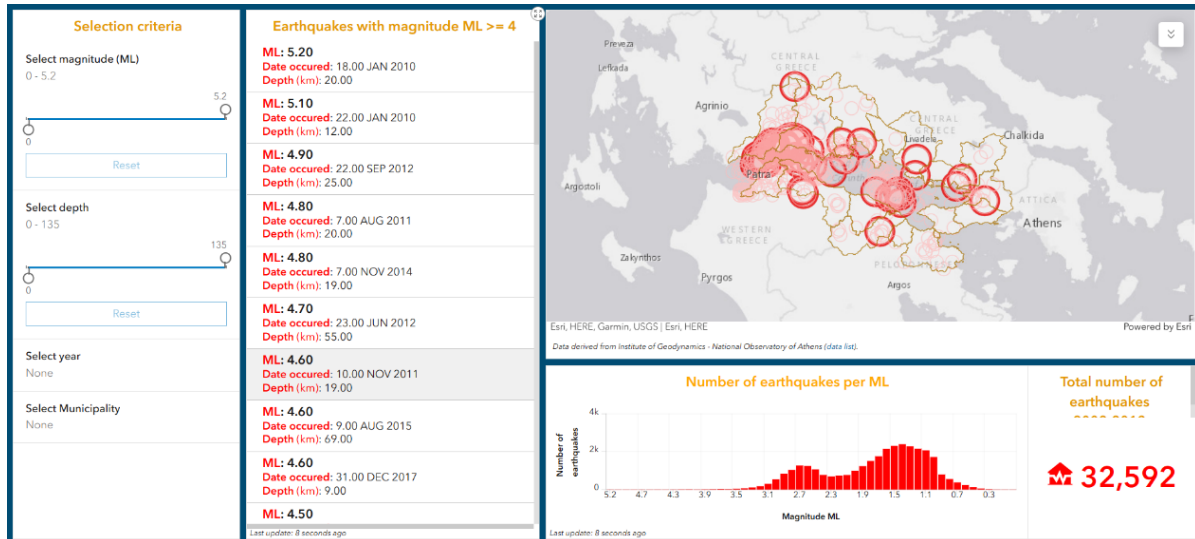 Selection criteria
Select magnitude (ML)
0 - 5.2
5.2
0
Reset
Select depth
0 - 135
135
0
Reset
Select year
None
Select Municipality
None
Earthquakes with magnitude ML >= 4
ML: 5.20
Date occured: 18.00 JAN 2010
Depth (km): 20.00
ML: 5.10
Date occured: 22.00 JAN 2010
Depth (km): 12.00
ML: 4.90
Date occured: 22.00 SEP 2012
Depth (km): 25.00
ML: 4.80
Date occured: 7.00 AUG 2011
Depth (km): 20.00
ML: 4.80
Date occured: 7.00 NOV 2014
Depth (km): 19.00
ML: 4.70
Date occured: 23.00 JUN 2012
Depth (km): 55.00
ML: 4.60
Date occured: 10.00 NOV 2011
Depth (km): 19.00
ML: 4.60
Date occured: 9.00 AUG 2015
Depth (km): 69.00
ML: 4.60
Date occured: 31.00 DEC 2017
Depth (km): 9.00
ML: 4.50
Last update: 8 seconds ago
Preveza
Lefkada
CENTRAL
GREECE
Agrinio
CENTRAL
GREECE
Livadeia
Chalkida
Patra
Argostoli
ATTICA
Athens
WESTERN
GREECE
Zakynthos
PELOPONNESE
Pyrgos
Argos
Esri, HERE, Garmin, USGS | Esri, HERE
Powered by Esri
Data derived from Institute of Geodynamics - National Observatory of Athens (data list).
Number of earthquakes per ML
Number of
earthquakes
4k
2k
0
5.2 4.7 4.3 3.9 3.5 3.1 2.7 2.3 1.9 1.5 1.1 0.7 0.3
Magnitude ML
Last update: 8 seconds ago
Total number of
earthquakes
32,592